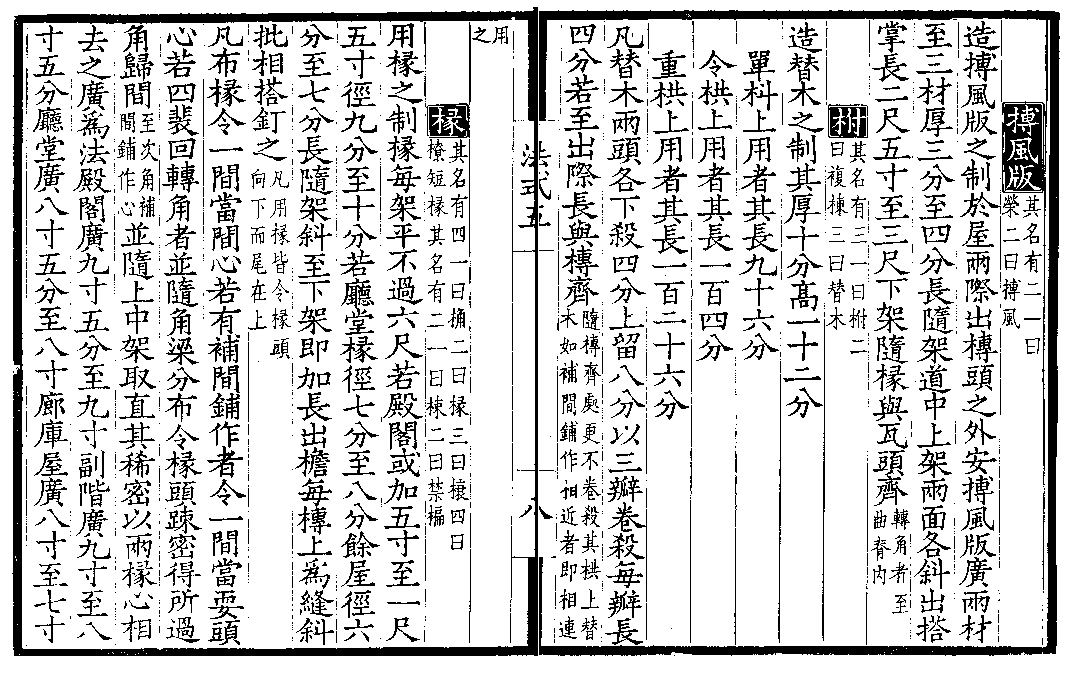 搏風版其名有二一曰
榮二曰搏風
造搏風版之制於屋兩際出槫頭之外安搏風版廣兩材
至三材厚三分至四分長隨架道中上架兩面各斜出搭
掌長二尺五寸至三尺下架隨椽與瓦頭齊轉角者至
曲脊内
柎其名有三一曰柎二
曰複棟三曰替木
造替木之制其厚十分高一十二分
單枓上用者其長九十六分
令栱上用者其長一百四分
重栱上用者其長一百二十六分
凡替木兩頭各下殺四分上留八分以三瓣卷殺每瓣長
四分若至出際長與槫齊隨槫齊處更不卷殺其栱上替
木如補間鋪作相近者即相連
用
之
法式五
八
椽其名有四一曰桷二曰椽三曰榱四曰
橑短椽其名有二一曰棟二曰禁楄
用椽之制椽每架平不過六尺若殿閣或加五寸至一尺
五寸徑九分至十分若廳堂椽徑七分至八分餘屋徑六
分至七分長隨架斜至下架即加長出檐每槫上爲縫斜
批相搭釘之凡用椽皆令椽頭
向下而尾在上
凡布椽令一間當間心若有補間鋪作者令一間當耍頭
心若四裴回轉角者並隨角梁分布令椽頭踈密得所過
角歸間至次角補
間鋪作心並隨上中架取直其稀密以兩椽心相
去之廣爲法殿閣廣九寸五分至九寸副階廣九寸至八
寸五分廳堂廣八寸五分至八寸廊庫屋廣八寸至七寸